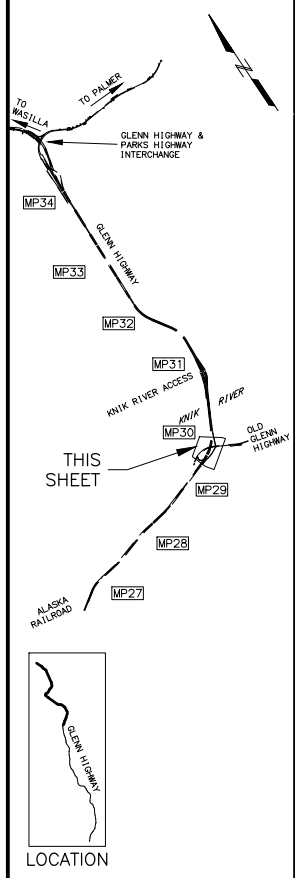 N
TO
WASILLA
TO PALMER
GLENN HIGHWAY &
PARKS HIGHWAY
INTERCHANGE
MP34
GLENN HIGHWAY
MP33
MP32
MP31
KNIK RIVER ACCESS
KNIK RIVER
MP30
OLD
GLENN
HIGHWAY
THIS
SHEET
MP29
MP28
MP27
ALASKA
RAILROAD
GLENN HIGHWAY
LOCATION